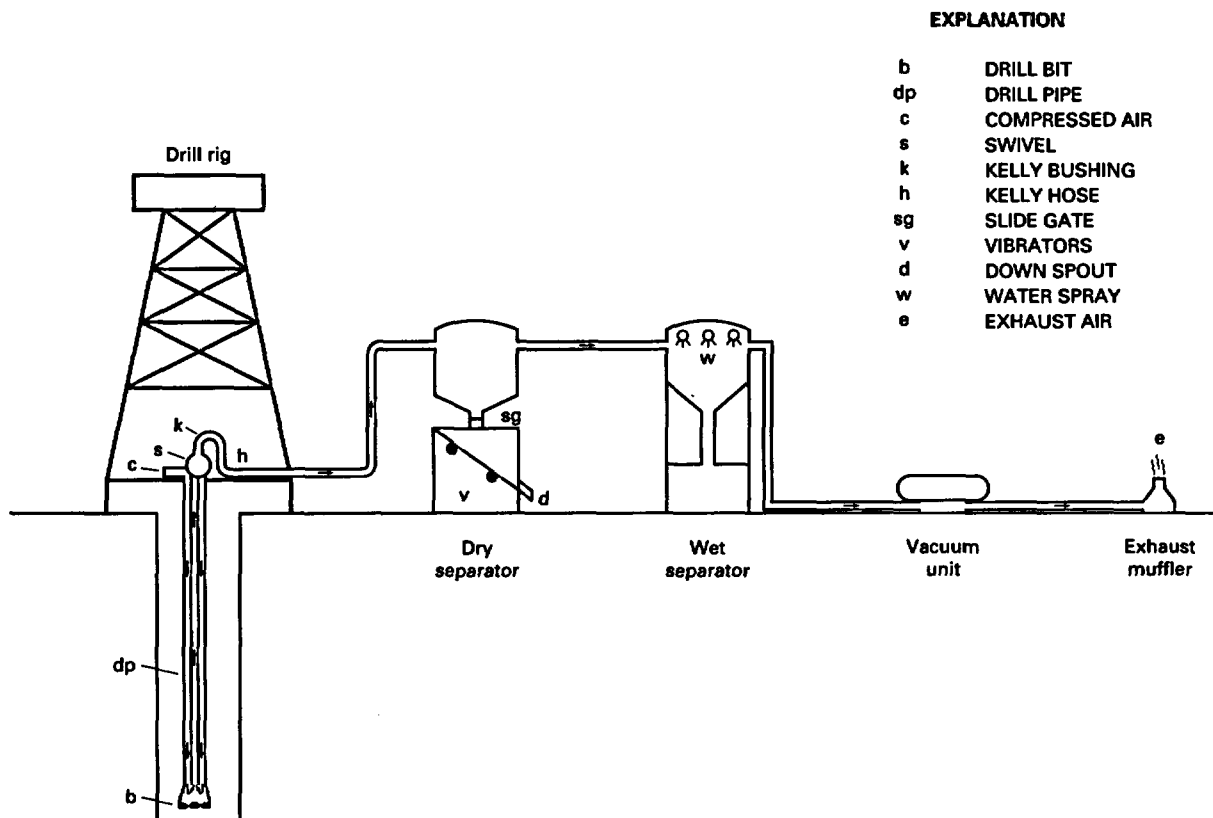 EXPLANATION
b DRILL BIT
dp DRILL PIPE
c COMPRESSED AIR
s SWIVEL
k KELLY BUSHING
h KELLY HOSE
sg SLIDE GATE
v VIBRATORS
d DOWN SPOUT
w WATER SPRAY
e EXHAUST AIR
Drill rig
w
sg
k
s
h
c
e
v
d
Dry
separator
Wet
separator
Vacuum
unit
Exhaust
muffler
dp
b